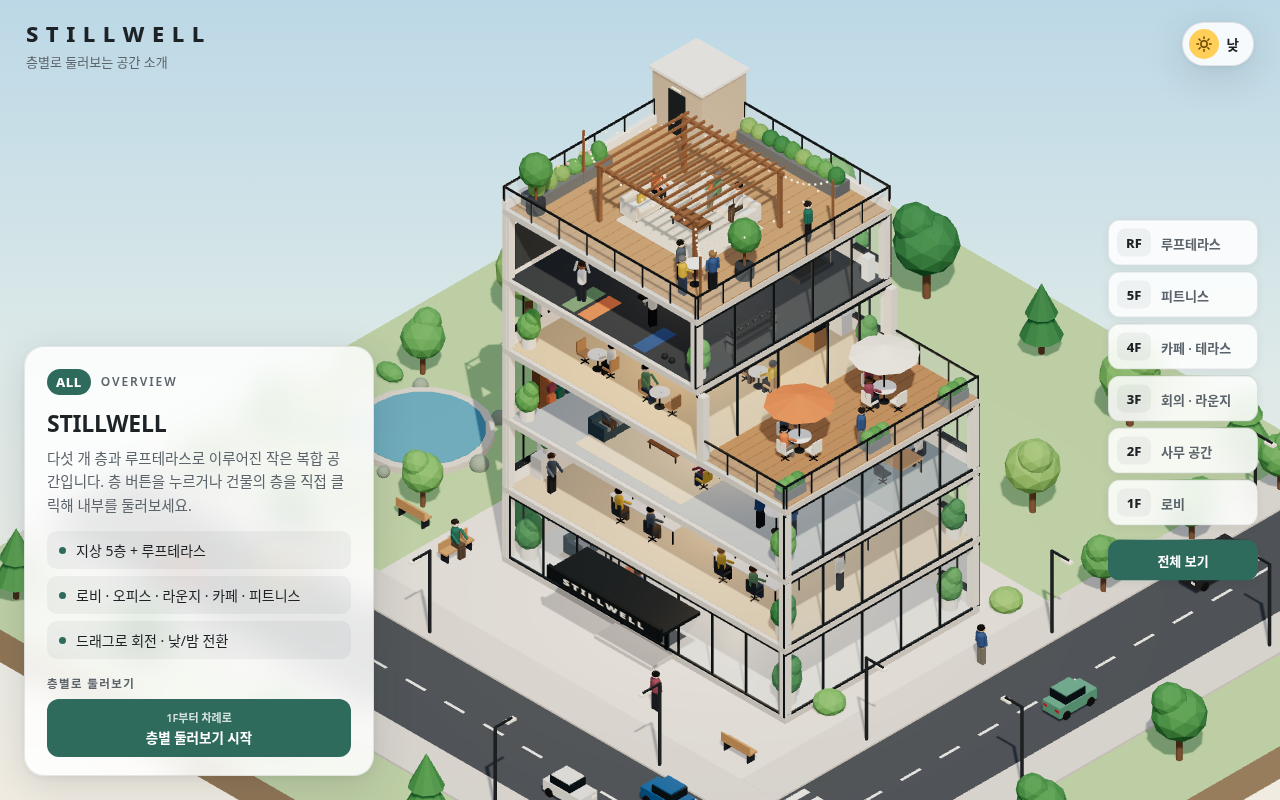 STILLWELL
층별로 둘러보는 공간 소개
낮
RF 루프테라스
5F 피트니스
4F 카페 · 테라스
3F 회의 · 라운지
2F 사무 공간
1F 로비
전체 보기
ALL OVERVIEW
STILLWELL
다섯 개 층과 루프테라스로 이루어진 작은 복합 공
간입니다. 층 버튼을 누르거나 건물의 층을 직접 클
릭해 내부를 둘러보세요.
지상 5층 + 루프테라스
로비 · 오피스 · 라운지 · 카페 · 피트니스
드래그로 회전 · 낮/밤 전환
층별로 둘러보기
1F부터 차례로
층별 둘러보기 시작
STILLWELL